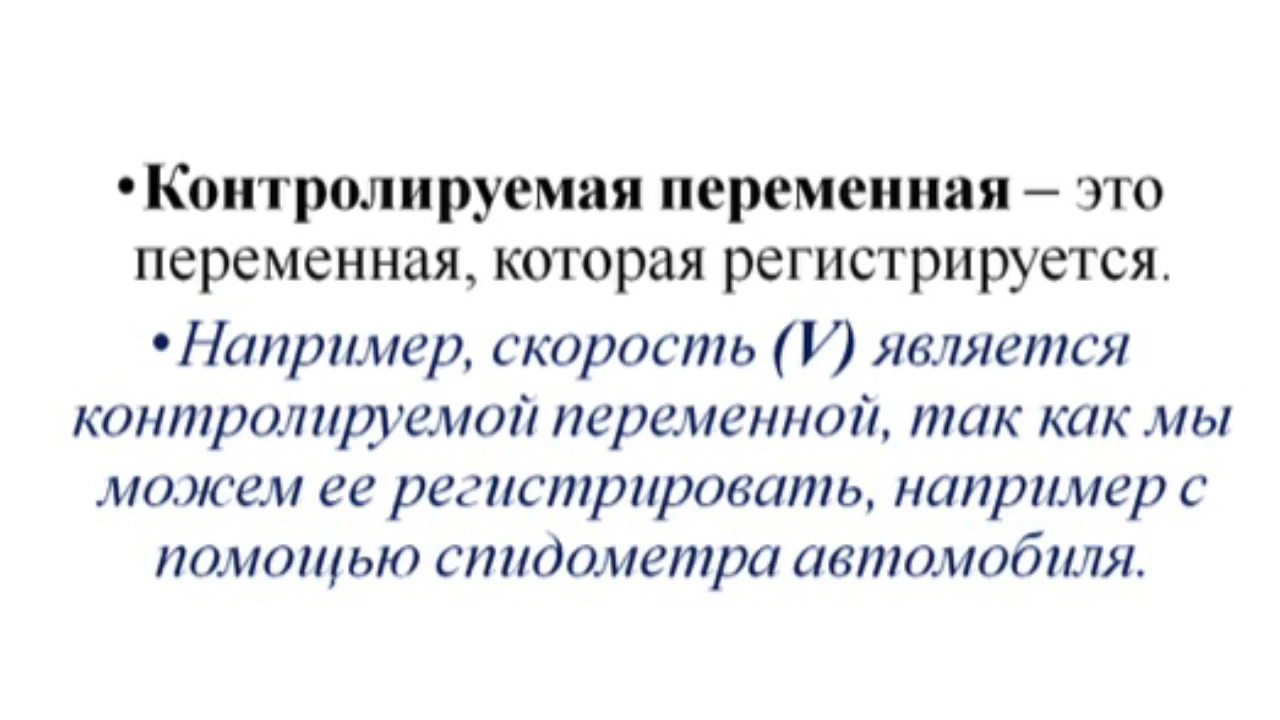 •Контролируемая переменная – это
переменная, которая регистрируется.
•Например, скорость (V) является
контролируемой переменной, так как мы
можем ее регистрировать, например с
помощью спидометра автомобиля.